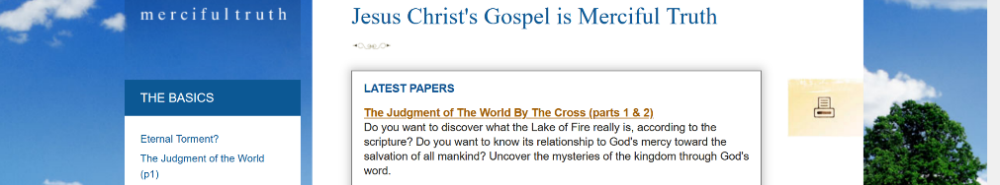 mercifultruth
Jesus Christ's Gospel is Merciful Truth
THE BASICS
Eternal Torment?
The Judgment of the World
(p1)
LATEST PAPERS
The Judgment of The World By The Cross (parts 1 & 2)
Do you want to discover what the Lake of Fire really is, according to the
scripture? Do you want to know its relationship to God's mercy toward the
salvation of all mankind? Uncover the mysteries of the kingdom through God's
word.